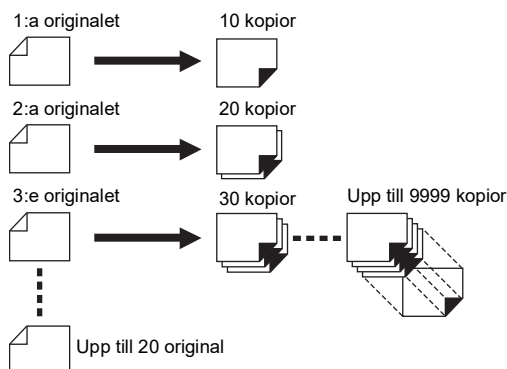 1:a originalet
10 kopior
2:a originalet
20 kopior
3:e originalet
30 kopior
Upp till 9999 kopior
Upp till 20 original